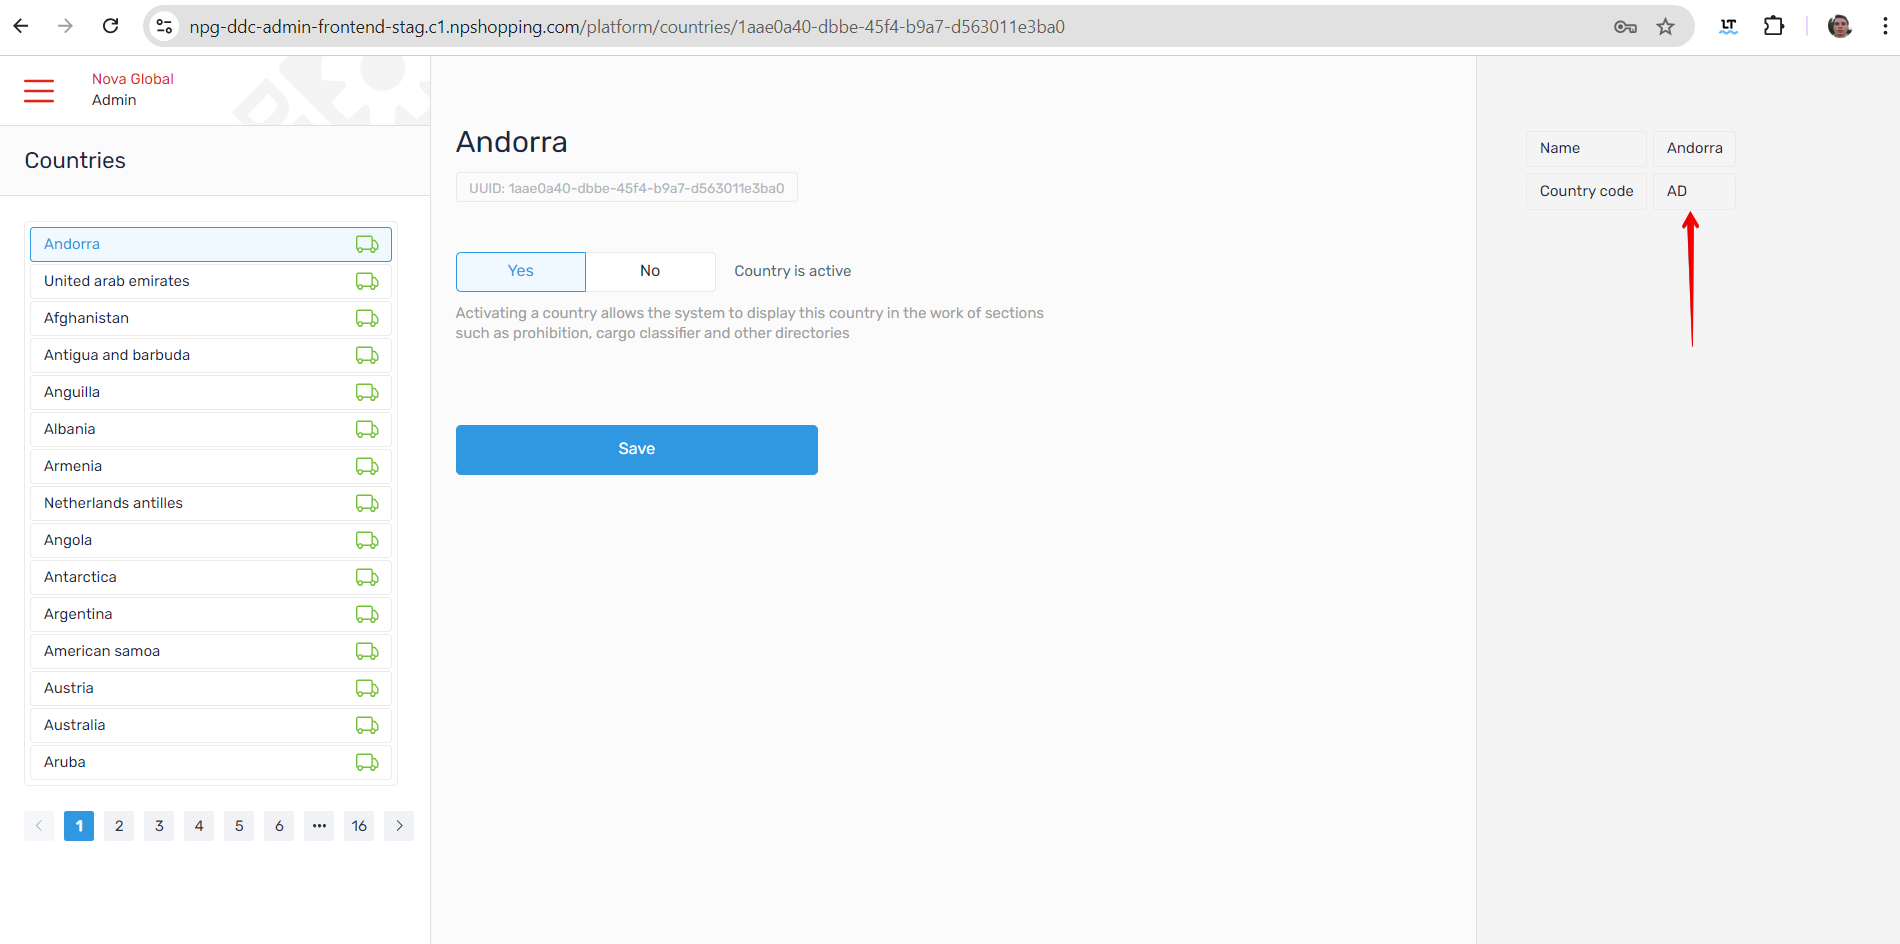 npg-ddc-admin-frontend-stag.c1.npshopping.com/platform/countries/1aae0a40-dbbe-45f4-b9a7-d563011e3ba0
LT
Nova Global
Admin
Countries
Andorra
United arab emirates
Afghanistan
Antigua and barbuda
Anguilla
Albania
Armenia
Netherlands antilles
Angola
Antarctica
Argentina
American samoa
Austria
Australia
Aruba
1 2 3 4 5 6 ••• 16
Andorra
UUID: 1aae0a40-dbbe-45f4-b9a7-d563011e3ba0
Yes No Country is active
Activating a country allows the system to display this country in the work of sections
such as prohibition, cargo classifier and other directories
Save
Name Andorra
Country code AD